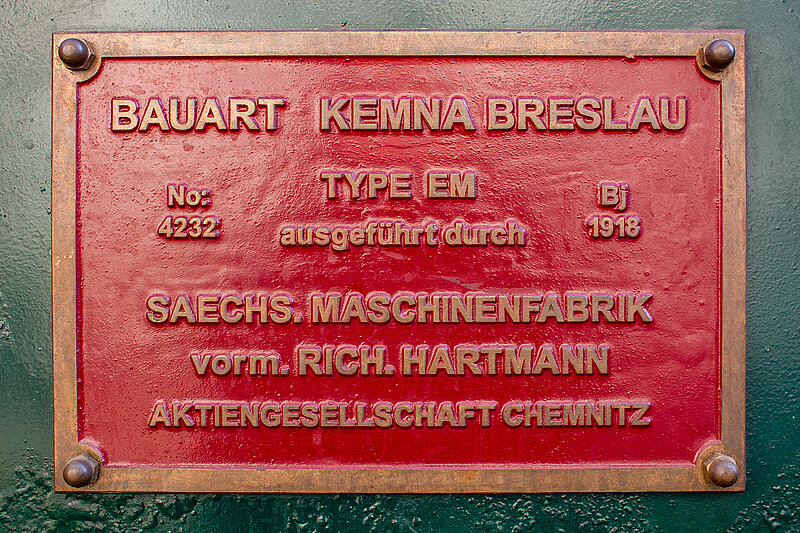 BAUART KEMNA BRESLAU
TYPE EM
No: Bj
4232 1918
ausgeführt durch
SAECHS. MASCHINENFABRIK
vorm. RICH. HARTMANN
AKTIENGESELLSCHAFT CHEMNITZ